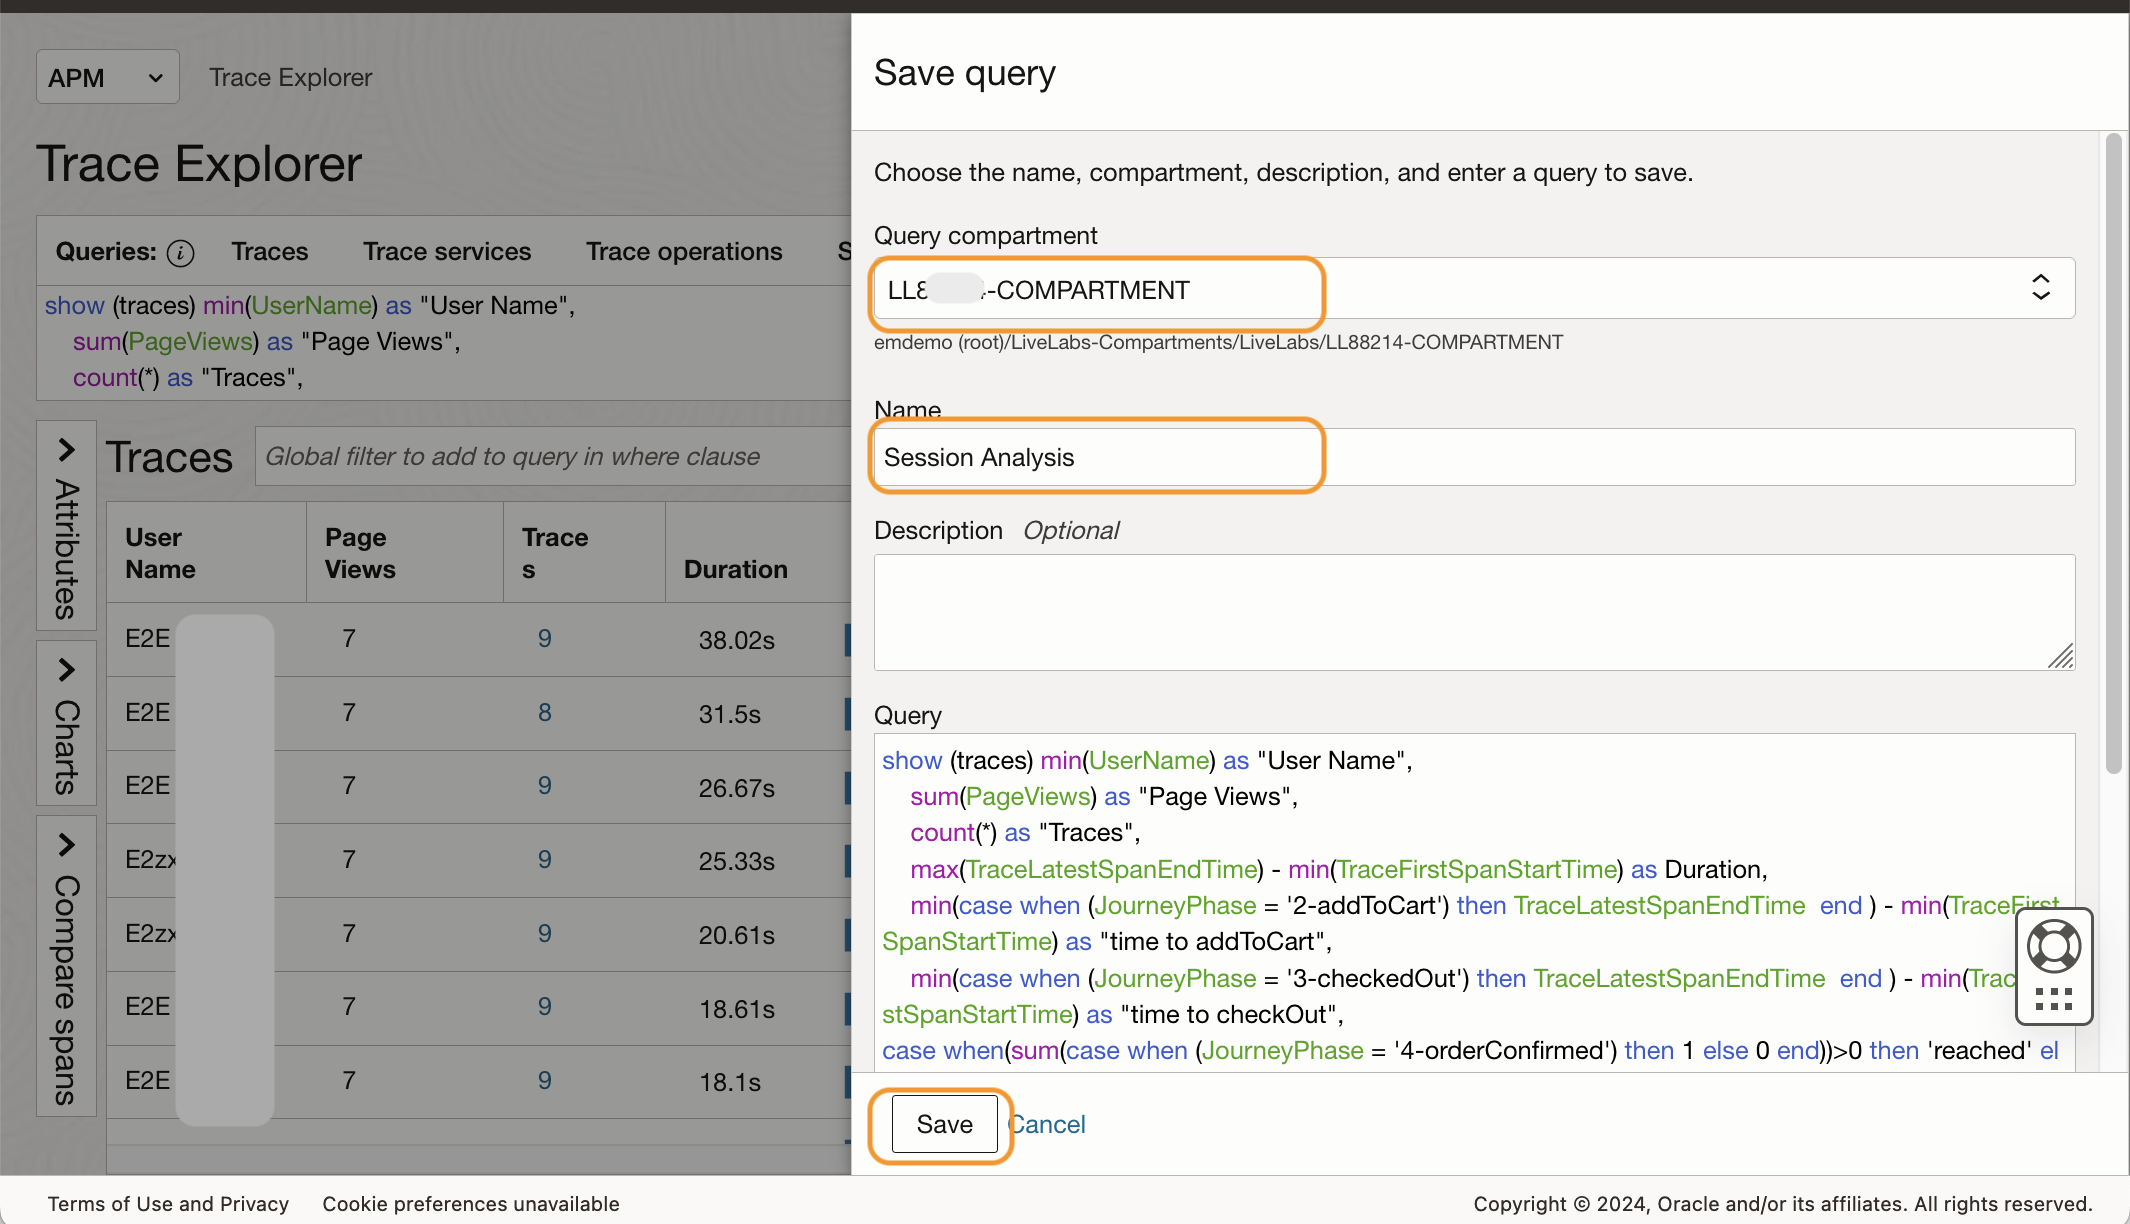 APM
Trace Explorer
Trace Explorer
Queries: i Traces Trace services Trace operations S
show (traces) min(UserName) as "User Name",
sum(PageViews) as "Page Views",
count(*) as "Traces",
Attributes
Charts
Compare spans
Traces
Global filter to add to query in where clause
User Name Page Views Traces Duration
E2E 7 9 38.02s
E2E 7 8 31.5s
E2E 7 9 26.67s
E2zx 7 9 25.33s
E2zx 7 9 20.61s
E2E 7 9 18.61s
E2E 7 9 18.1s
Save query
Choose the name, compartment, description, and enter a query to save.
Query compartment
LL8 4-COMPARTMENT
emdemo (root)/LiveLabs-Compartments/LiveLabs/LL88214-COMPARTMENT
Name
Session Analysis
Description Optional
Query
show (traces) min(UserName) as "User Name",
sum(PageViews) as "Page Views",
count(*) as "Traces",
max(TraceLatestSpanEndTime) - min(TraceFirstSpanStartTime) as Duration,
min(case when (JourneyPhase = '2-addToCart') then TraceLatestSpanEndTime end ) - min(TraceFirst
SpanStartTime) as "time to addToCart",
min(case when (JourneyPhase = '3-checkedOut') then TraceLatestSpanEndTime end ) - min(Trac
stSpanStartTime) as "time to checkOut",
case when(sum(case when (JourneyPhase = '4-orderConfirmed') then 1 else 0 end))>0 then 'reached' el
Save Cancel
Terms of Use and Privacy Cookie preferences unavailable
Copyright © 2024, Oracle and/or its affiliates. All rights reserved.